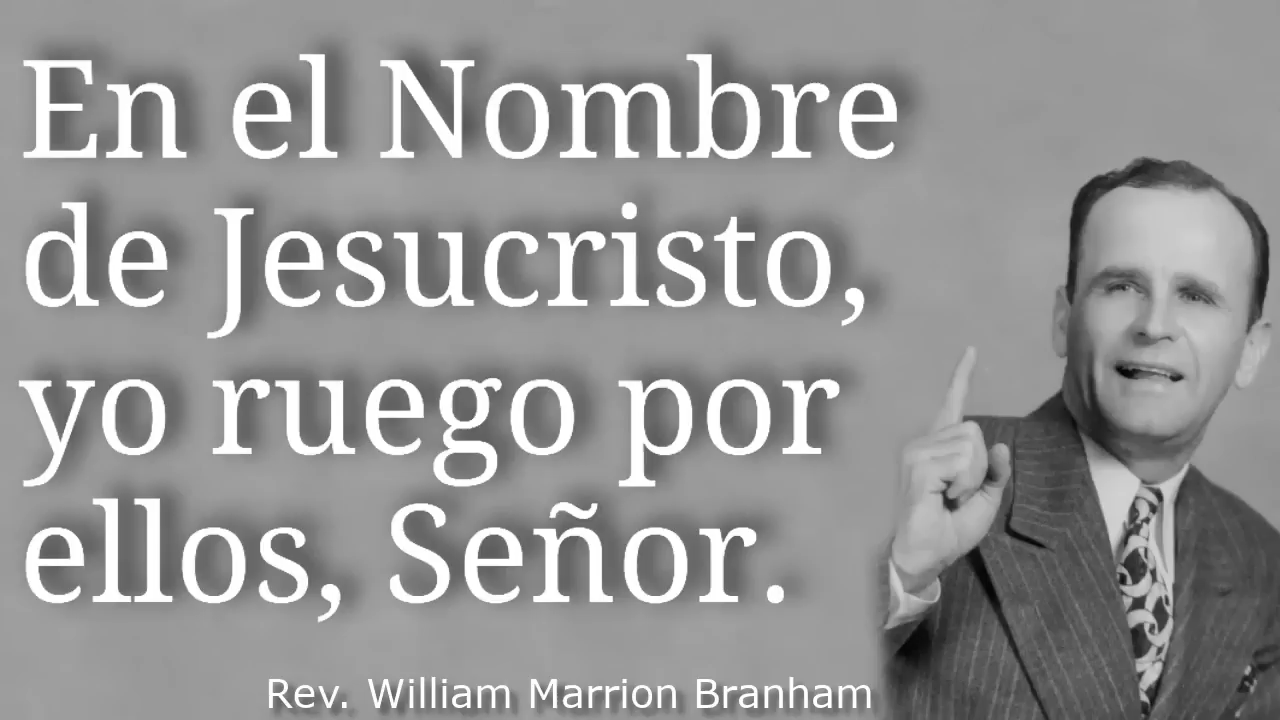 En el Nombre
de Jesucristo,
yo ruego por
ellos, Señor.
Rev. William Marrion Branham